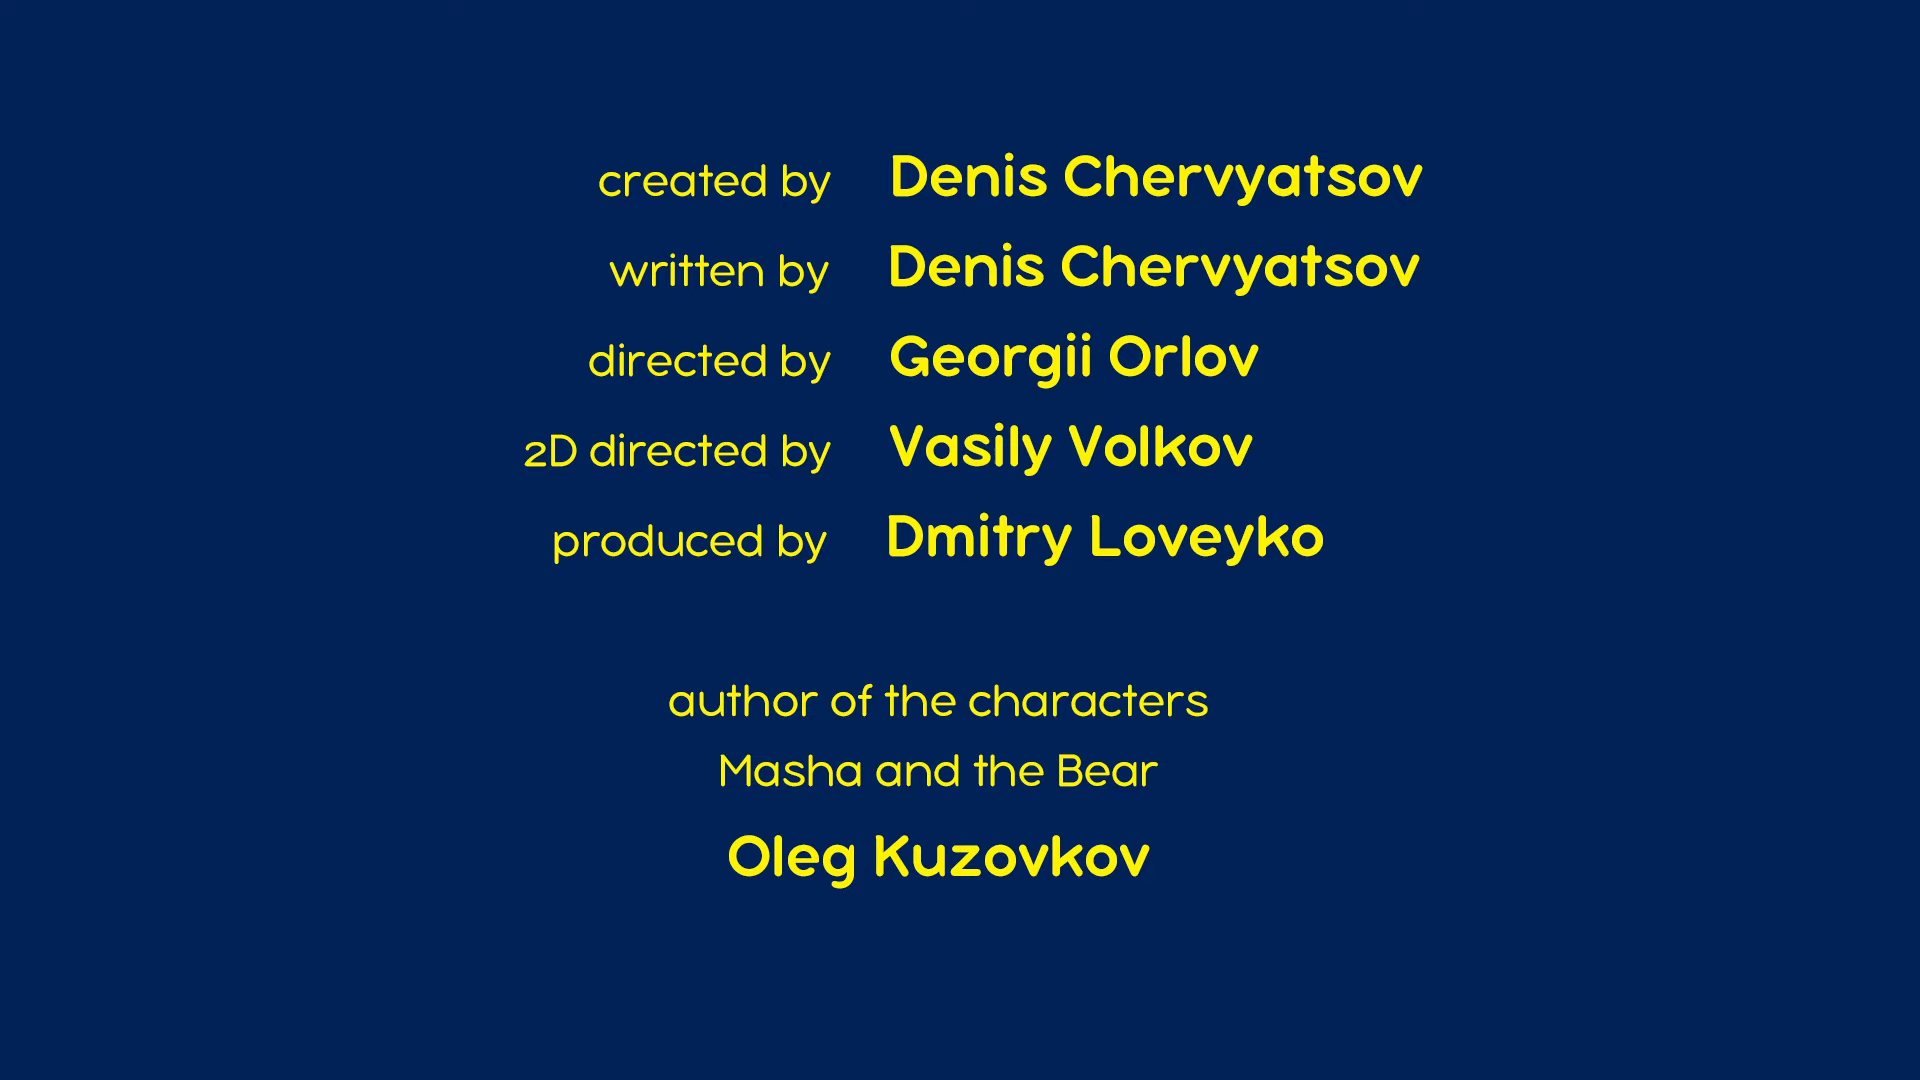 created by Denis Chervyatsov
written by Denis Chervyatsov
directed by Georgii Orlov
2D directed by Vasily Volkov
produced by Dmitry Loveyko
author of the characters
Masha and the Bear
Oleg Kuzovkov